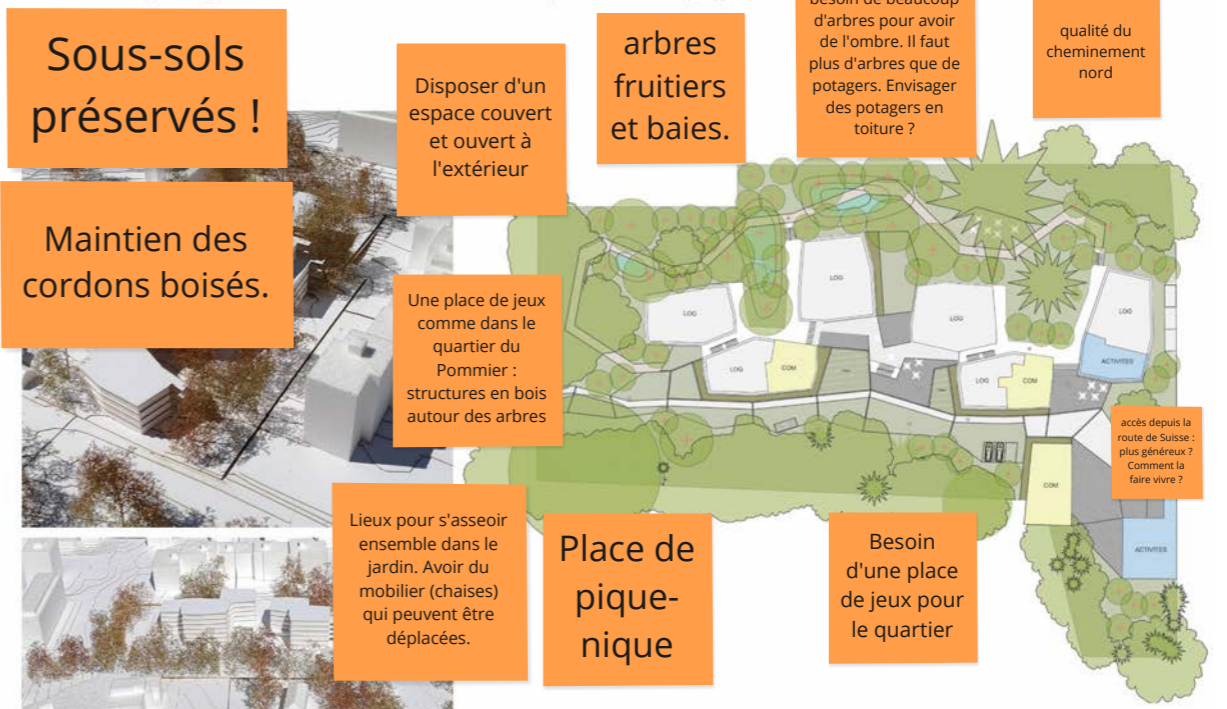 Sous-sols
préservés !
Maintien des
cordons boisés.
Disposer d'un
espace couvert
et ouvert à
l'extérieur
Une place de jeux
comme dans le
quartier du
Pommier :
structures en bois
autour des arbres
Lieux pour s'asseoir
ensemble dans le
jardin. Avoir du
mobilier (chaises)
qui peuvent être
déplacées.
arbres
fruitiers
et baies.
besoin de beaucoup
d'arbres pour avoir
de l'ombre. Il faut
plus d'arbres que de
potagers. Envisager
des potagers en
toiture ?
qualité du
cheminement
nord
LOG
LOG
LOG
LOG
LOG
COM
LOG
COM
ACTIVITES
accès depuis la
route de Suisse :
plus généreux ?
Comment la
faire vivre ?
COM
ACTIVITES
Place de
pique-
nique
Besoin
d'une place
de jeux pour
le quartier